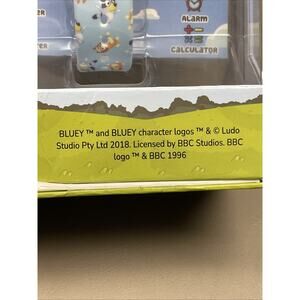 ALARM
CALCULATOR
BLUEY ™ and BLUEY character logos ™ & © Ludo
Studio Pty Ltd 2018. Licensed by BBC Studios. BBC
logo ™ & BBC 1996